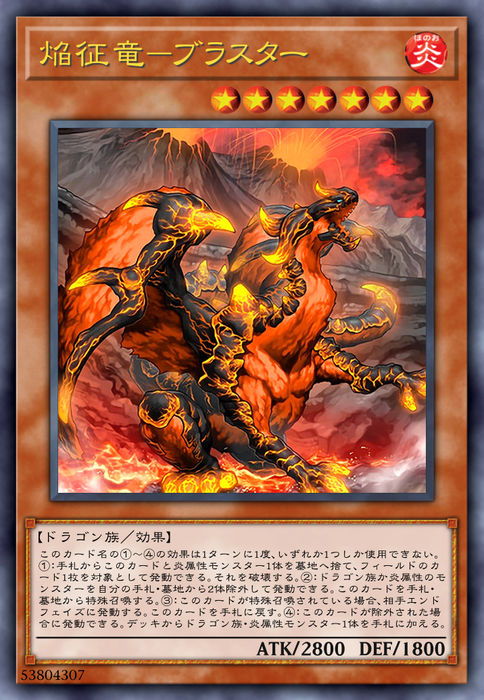 焔征竜－ブラスター
ほのお
炎
【ドラゴン族／効果】
このカード名の①～④の効果は1ターンに1度、いずれか1つしか使用できない。
①：手札からこのカードと炎属性モンスター1体を墓地へ捨て、フィールドの
カード1枚を対象として発動できる。それを破壊する。②：ドラゴン族か炎属性のモ
ンスターを自分の手札・墓地から2体除外して発動できる。このカードを手札・
墓地から特殊召喚する。③：このカードが特殊召喚されている場合、相手エンド
フェイズに発動する。このカードを手札に戻す。④：このカードが除外された場
合に発動できる。デッキからドラゴン族・炎属性モンスター1体を手札に加える。
ATK/2800 DEF/1800
53804307